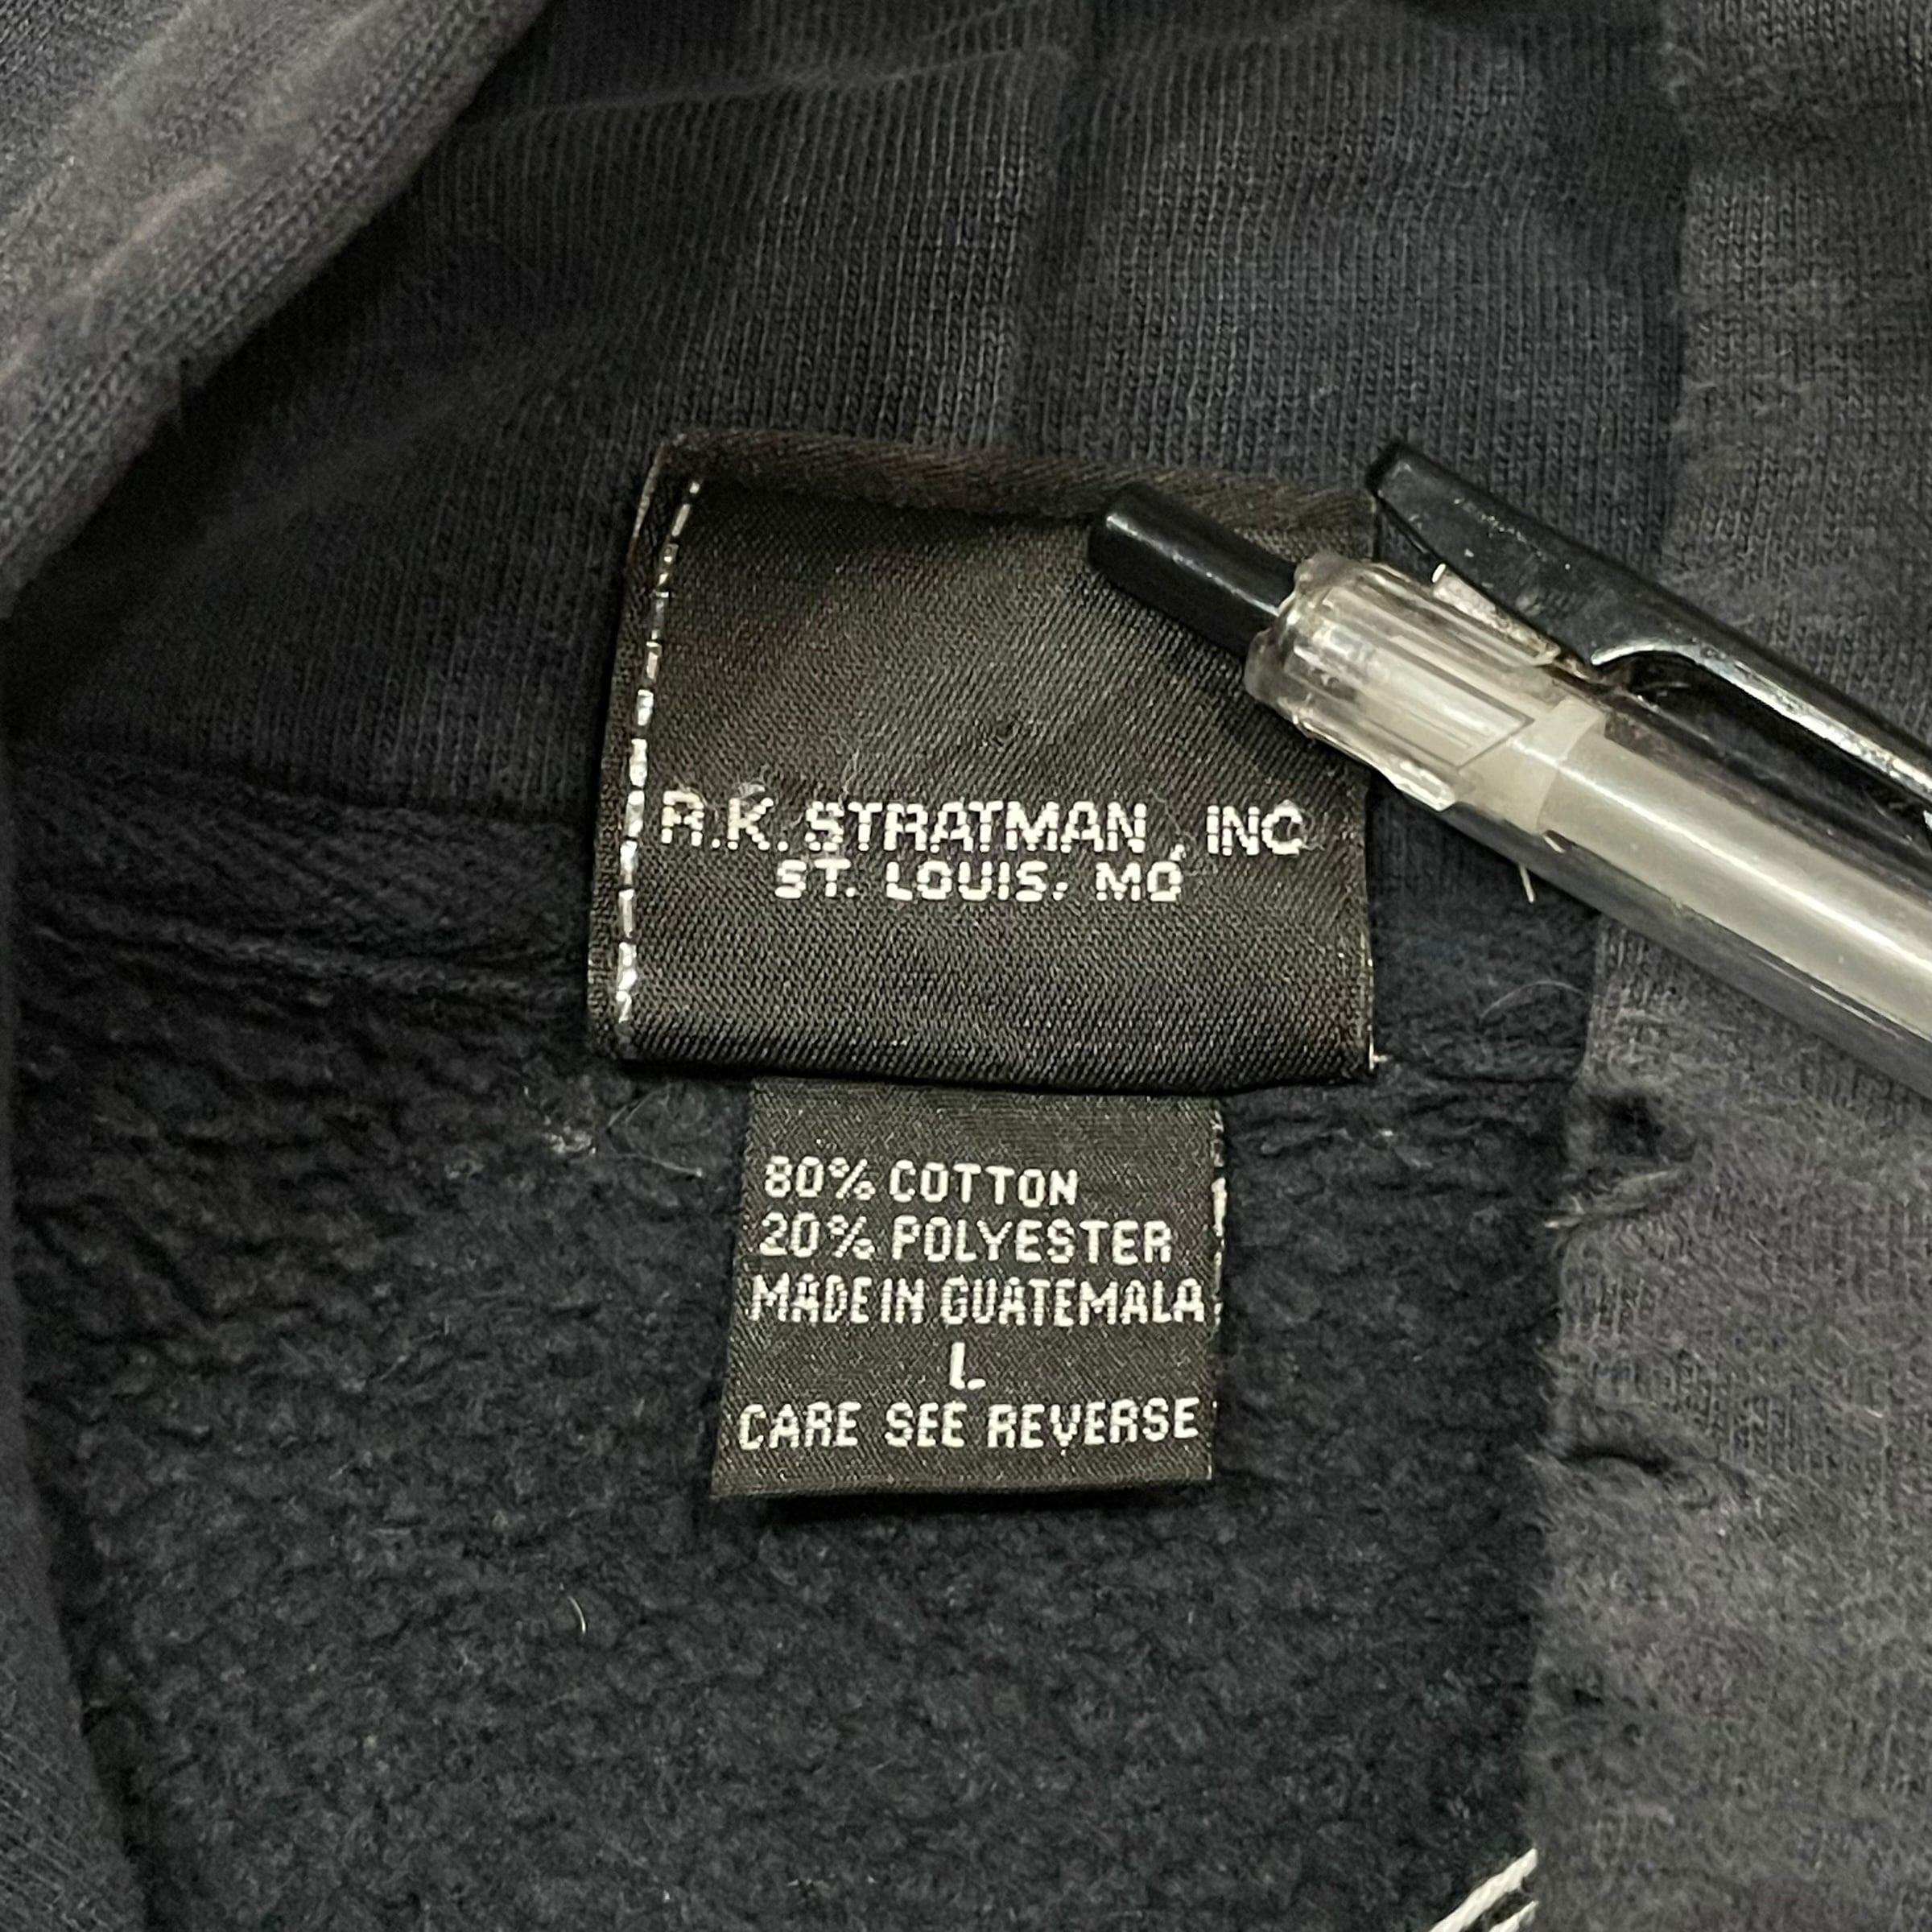 R.K. STRATMAN, INC
ST. LOUIS, MO
80% COTTON
20% POLYESTER
MADE IN GUATEMALA
L
CARE SEE REVERSE